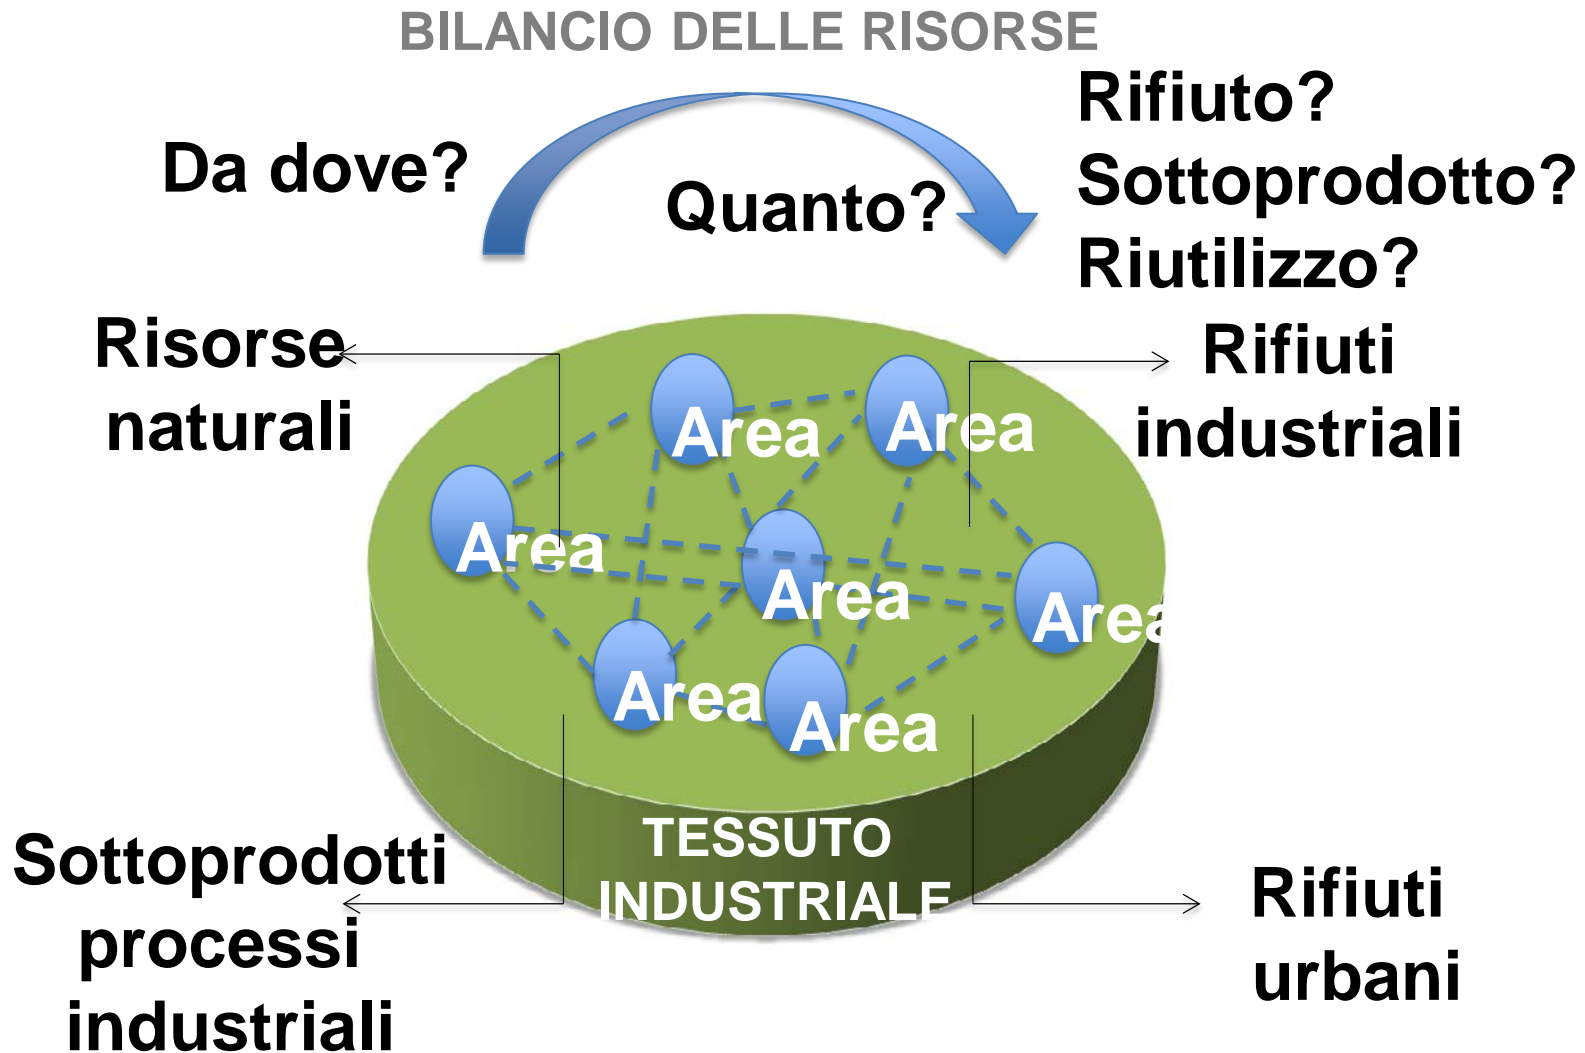 BILANCIO DELLE RISORSE
Da dove?
Quanto?
Rifiuto?
Sottoprodotto?
Riutilizzo?
Risorse
naturali
Rifiuti
industriali
Area
Area
Area
Area
Area
Area
Area
TESSUTO
INDUSTRIALE
Sottoprodotti
processi
industriali
Rifiuti
urbani